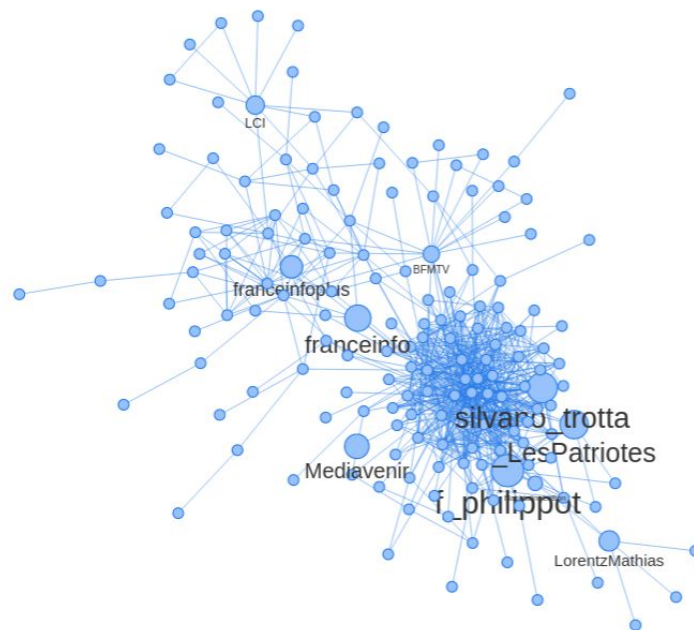 LCI
BFMTV
franceinfoplus
franceinfo
silvano_trotta
_LesPatriotes
Mediavenir
f_philippot
LorentzMathias